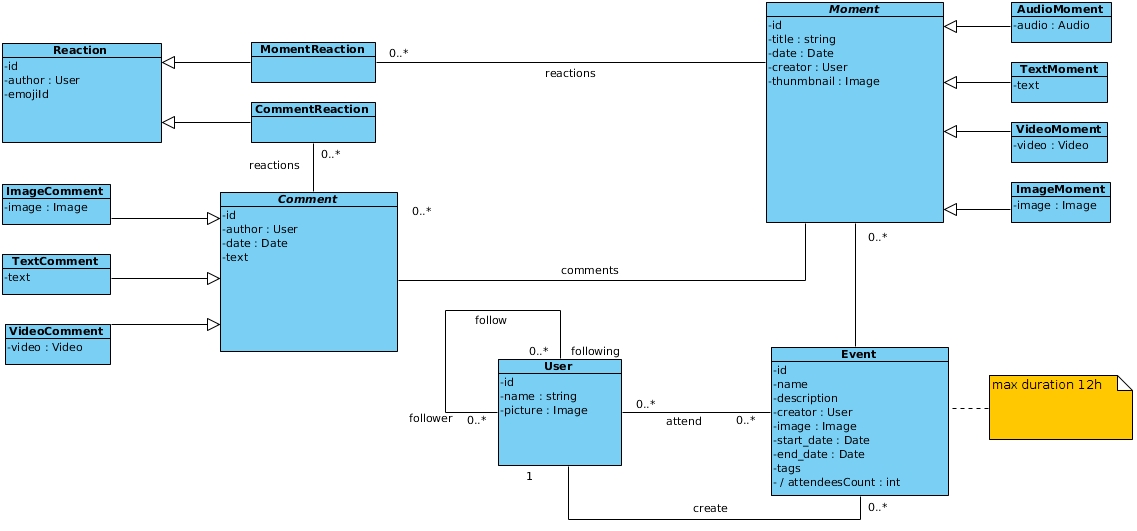 Reaction
-id
-author : User
-emojiId
MomentReaction
0..*
reactions
CommentReaction
0..*
reactions
Moment
-id
-title : string
-date : Date
-creator : User
-thunmbnail : Image
AudioMoment
-audio : Audio
TextMoment
-text
VideoMoment
-video : Video
ImageMoment
-image : Image
ImageComment
-image : Image
TextComment
-text
VideoComment
-video : Video
Comment
-id
-author : User
-date : Date
-text
0..*
comments
0..*
follow
0..*
following
follower
0..*
User
-id
-name : string
-picture : Image
0..*
attend
0..*
1
create
0..*
Event
-id
-name
-description
-creator : User
-image : Image
-start_date : Date
-end_date : Date
-tags
- / attendeesCount : int
max duration 12h